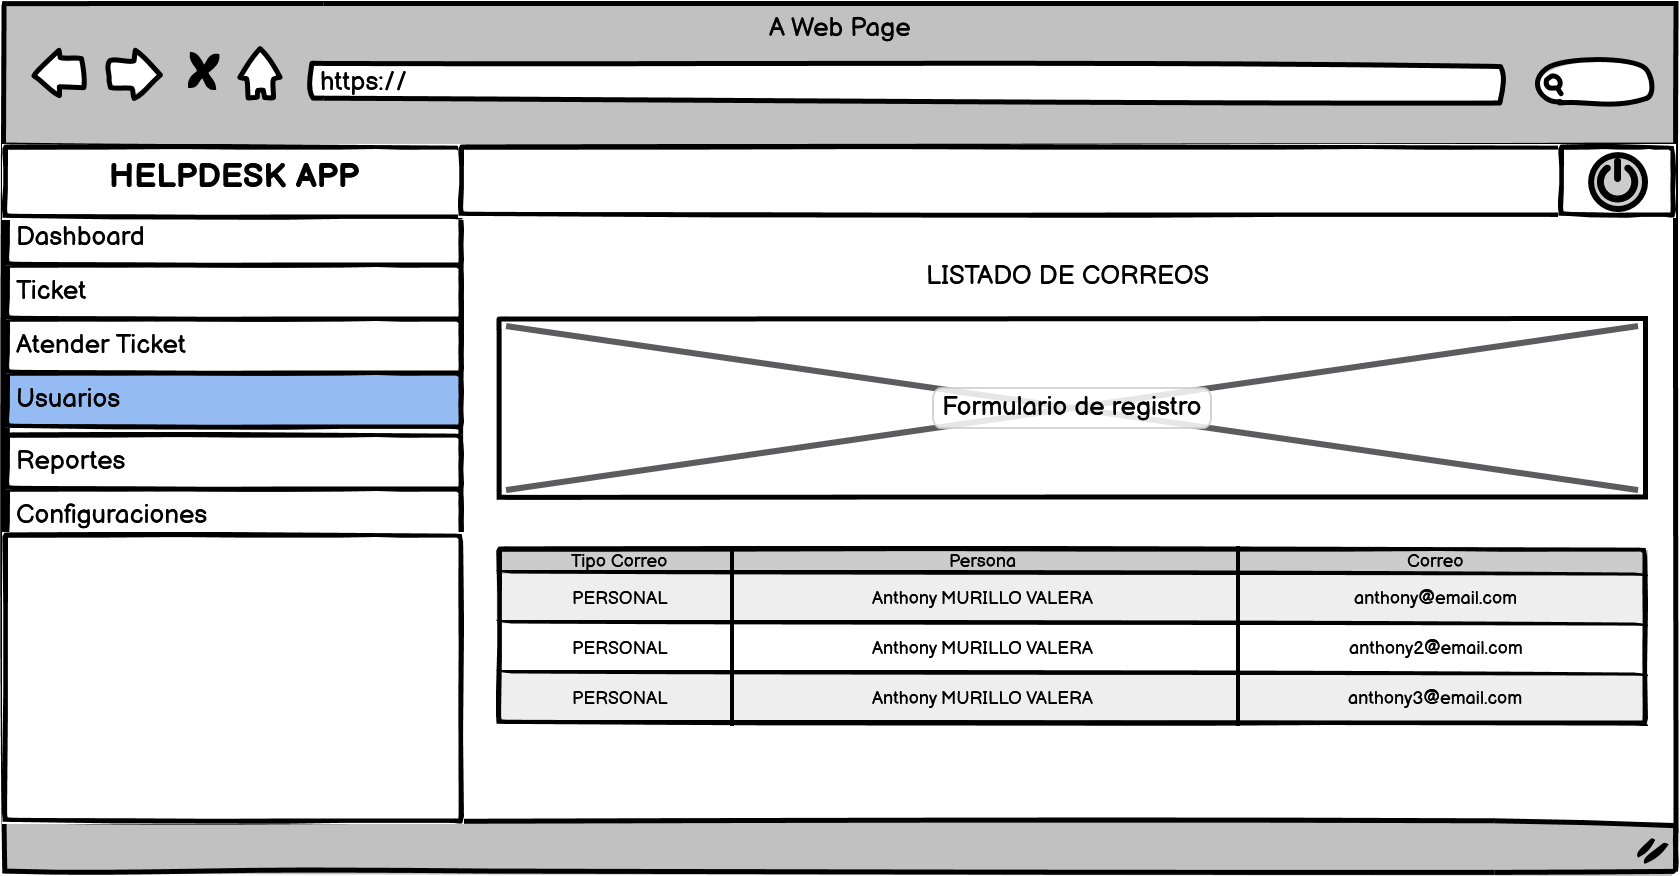 A Web Page
https://
HELPDESK APP
Dashboard
Ticket
Atender Ticket
Usuarios
Reportes
Configuraciones
LISTADO DE CORREOS
Formulario de registro
Tipo Correo Persona Correo
PERSONAL Anthony MURILLO VALERA anthony@email.com
PERSONAL Anthony MURILLO VALERA anthony2@email.com
PERSONAL Anthony MURILLO VALERA anthony3@email.com